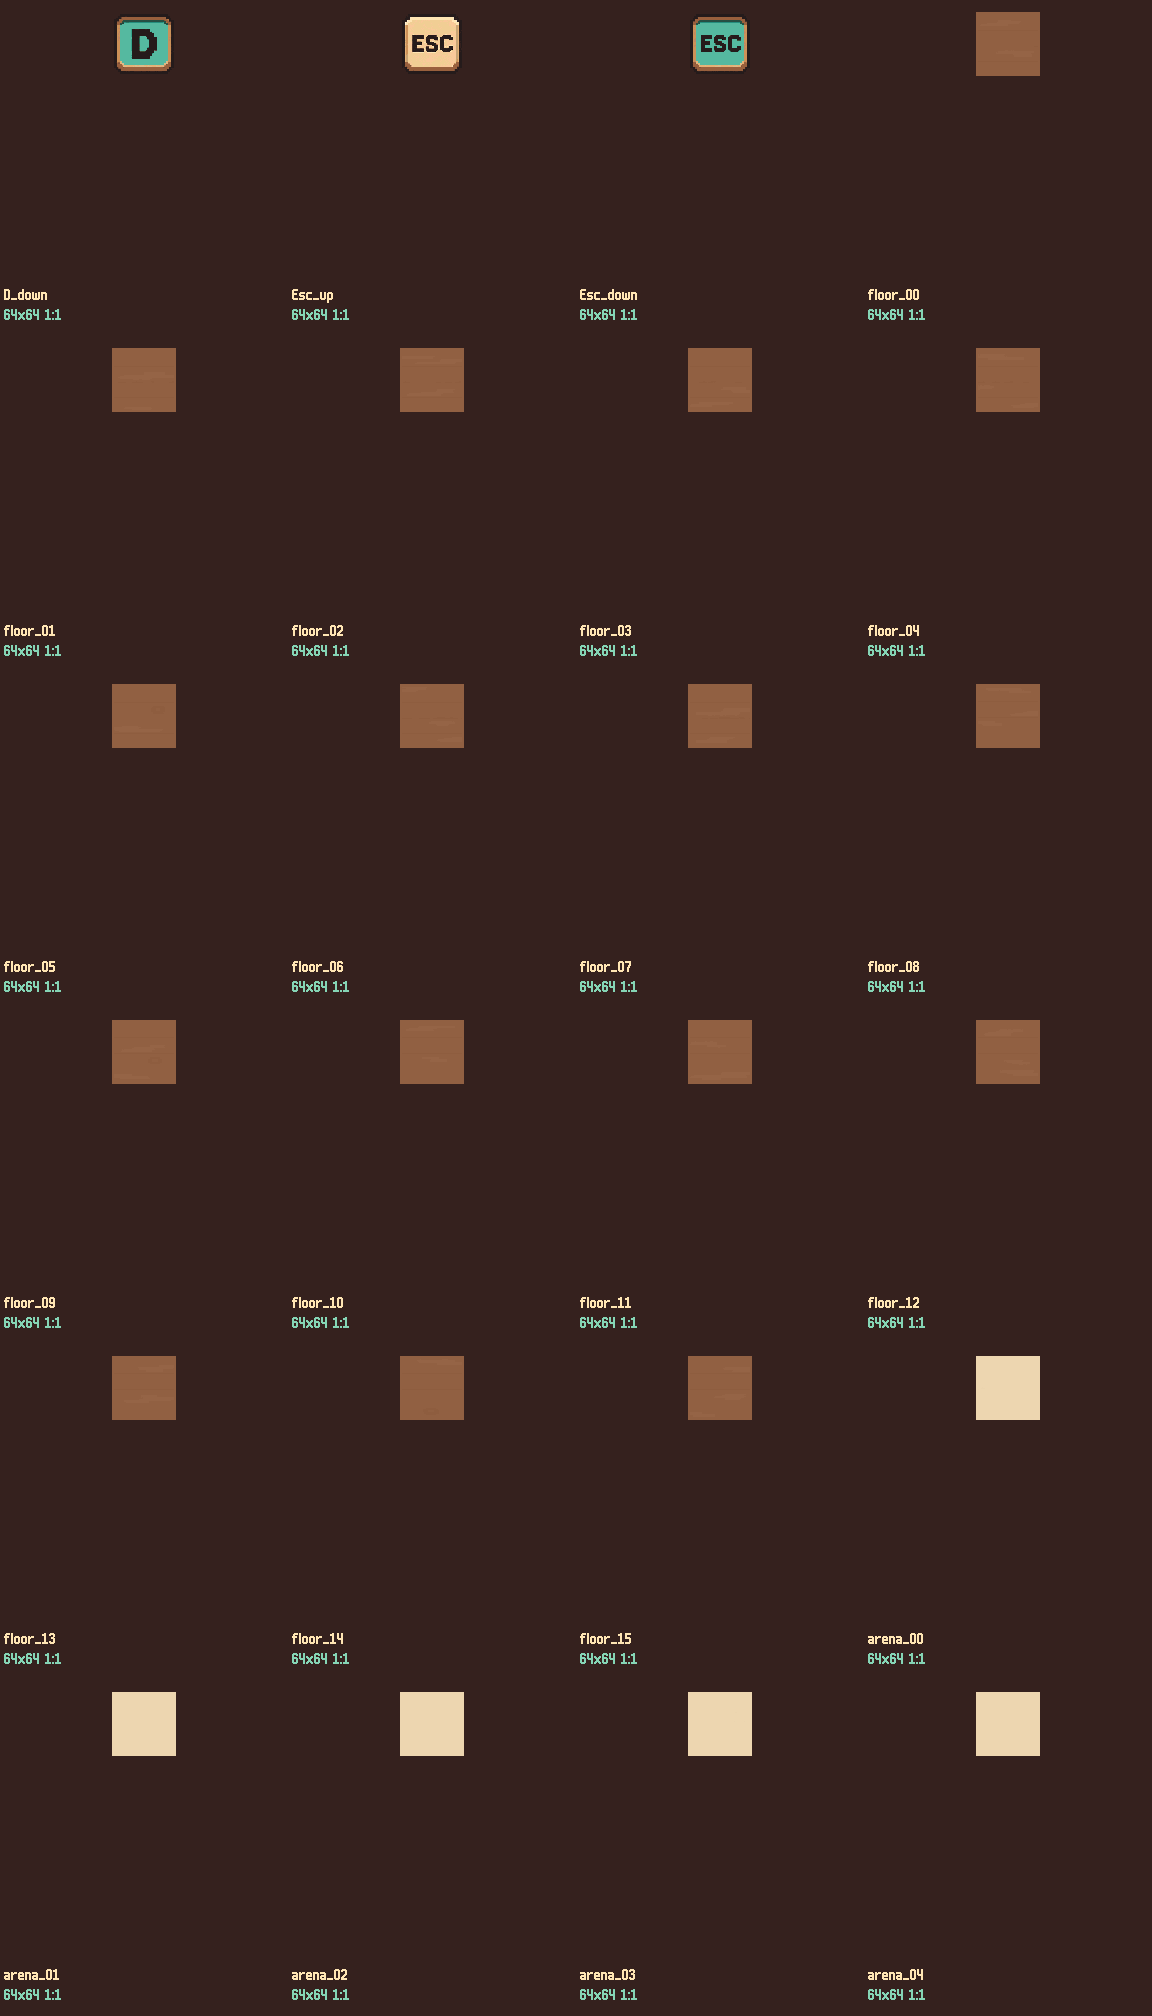 D ESC ESC
D_down Esc_up Esc_down floor_00
64x64 1:1 64x64 1:1 64x64 1:1 64x64 1:1
floor_01 floor_02 floor_03 floor_04
64x64 1:1 64x64 1:1 64x64 1:1 64x64 1:1
floor_05 floor_06 floor_07 floor_08
64x64 1:1 64x64 1:1 64x64 1:1 64x64 1:1
floor_09 floor_10 floor_11 floor_12
64x64 1:1 64x64 1:1 64x64 1:1 64x64 1:1
floor_13 floor_14 floor_15 arena_00
64x64 1:1 64x64 1:1 64x64 1:1 64x64 1:1
arena_01 arena_02 arena_03 arena_04
64x64 1:1 64x64 1:1 64x64 1:1 64x64 1:1